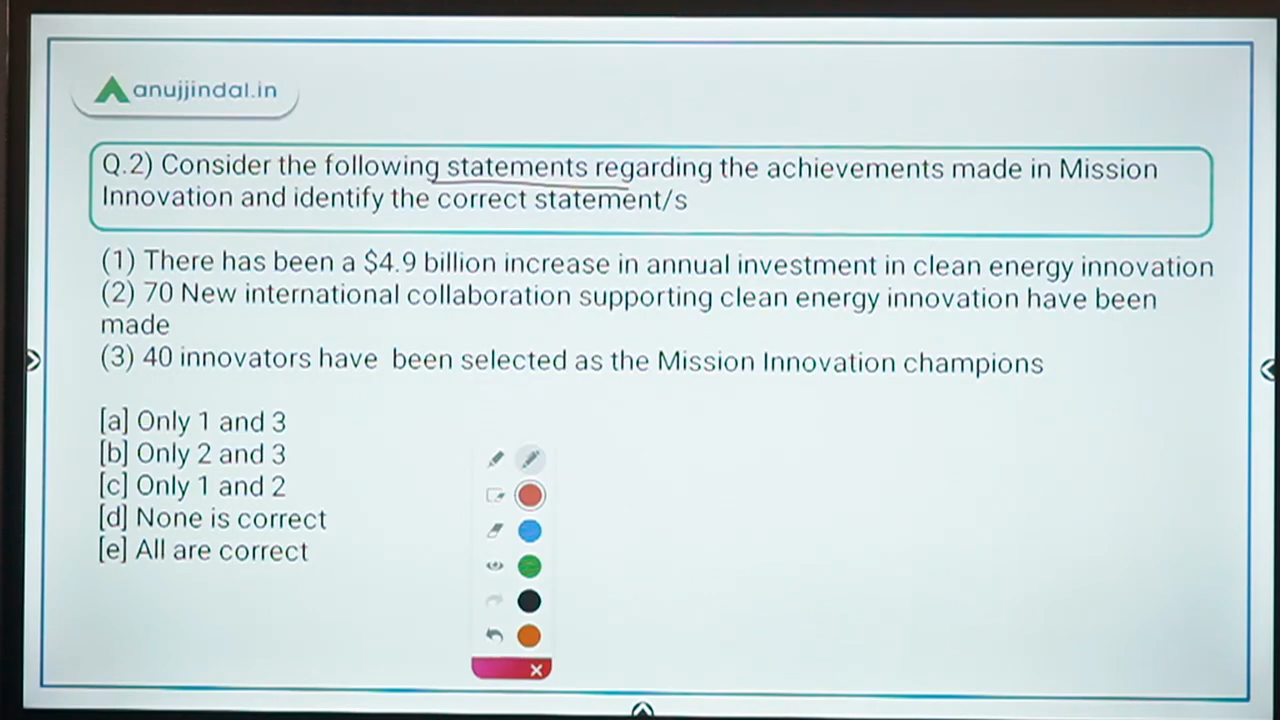 anujjindal.in
Q.2) Consider the following statements regarding the achievements made in Mission
Innovation and identify the correct statement/s
(1) There has been a $4.9 billion increase in annual investment in clean energy innovation
(2) 70 New international collaboration supporting clean energy innovation have been
made
(3) 40 innovators have been selected as the Mission Innovation champions
[a] Only 1 and 3
[b] Only 2 and 3
[c] Only 1 and 2
[d] None is correct
[e] All are correct